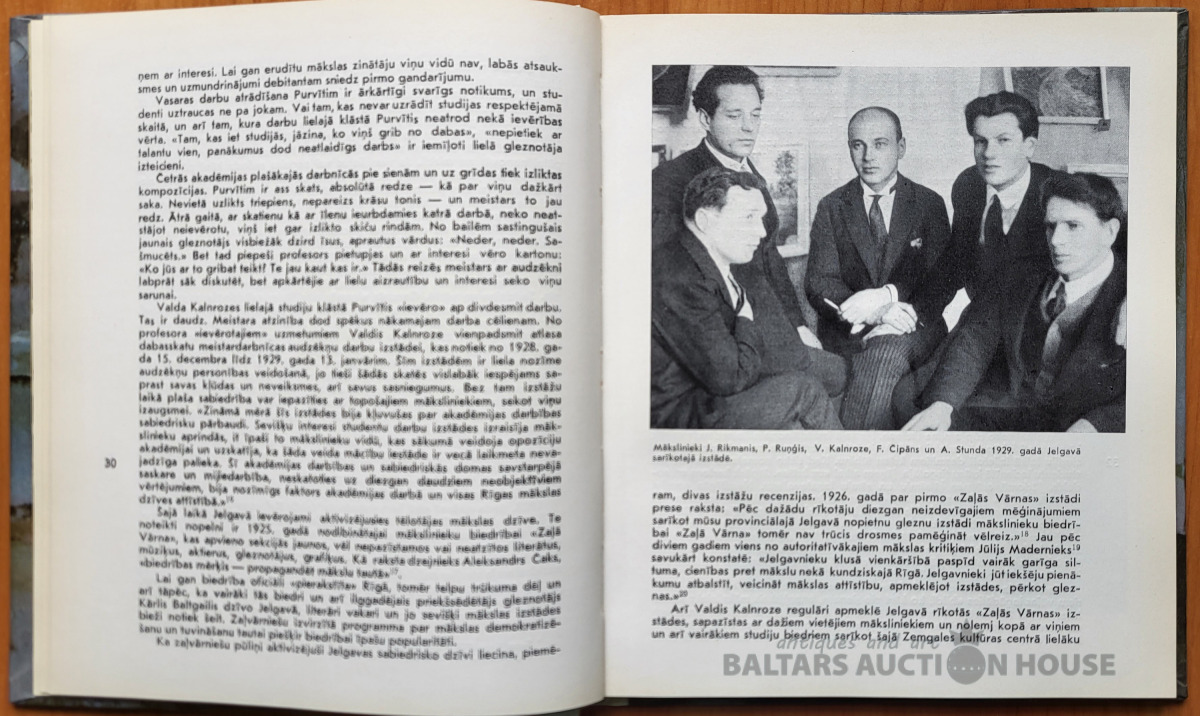 ņem ar interesi. Lai gan erudītu mākslas zinātāju viņu vidū nav, labās atsauk-
smes un uzmundrinājumi debitantam sniedz pirmo gandarījumu.
Vasaras darbu atrādīšana Purvītim ir ārkārtīgi svarīgs notikums, un stu-
denti uztraucas ne pa jokam. Vai tam, kas nevar uzrādīt studijas respektējamā
skaitā, un arī tam, kura darbu lielajā klāstā Purvītis neatrod nekā ievērības
vērta. «Tam, kas iet studijās, jāzina, ko viņš grib no dabas», «nepietiek ar
talantu vien, panākumus dod neatlaidīgs darbs» ir iemīļoti lielā gleznotāja
izteicieni.
Četrās akadēmijas plašākajās darbnīcās pie sienām un uz grīdas tiek izliktas
kompozīcijas. Purvītim ir ass skats, absolūtā redze — kā par viņu dažkārt
saka. Nevietā uzlikts triepiens, nepareizs krāsu tonis — un meistars to jau
redz. Ātrā gaitā, ar skatienu kā ar īlenu ieurbdamies katrā darbā, neko neat-
stājot neievērotu, viņš iet gar izlikto skiču rindām. No bailēm sastingušais
jaunais gleznotājs visbiežāk dzird īsus, aprautus vārdus: «Neder, neder. Sa-
šmucēts.» Bet tad piepeši profesors pietupjas un ar interesi vēro kartonu:
«Ko jūs ar to gribat teikt? Te jau kaut kas ir.» Tādās reizēs meistars ar audzēkni
labprāt sāk diskutēt, bet apkārtējie ar lielu aizrautību un interesi seko viņu
sarunai.
Valda Kalnrozes lielajā studiju klāstā Purvītis «ievēro» ap divdesmit darbu.
Tas ir daudz. Meistara atzinība dod spēkus nākamajam darba cēlienam. No
profesora «ievērotajiem» uzmetumiem Valdis Kalnroze vienpadsmit atlasa
dabasskatu meistardarbnīcas audzēkņu darbu izstādei, kas notiek no 1928. ga-
da 15. decembra līdz 1929. gada 13. janvārim. Šīm izstādēm ir liela nozīme
audzēkņu personības veidošanā, jo tieši šādās skatēs vislabāk iespējams sa-
prast savas kļūdas un neveiksmes, arī savus sasniegumus. Bez tam izstāžu
laikā plaša sabiedrība var iepazīties ar topošajiem māksliniekiem, sekot viņu
izaugsmei. «Zināmā mērā šīs izstādes bija kļuvušas par akadēmijas darbības
sabiedrisku pārbaudi. Sevišķu interesi studentu darbu izstādes izraisīja māk-
slinieku aprindās, it īpaši to mākslinieku vidū, kas sākumā veidoja opozīciju
akadēmijai un uzskatīja, ka šāda veida mācību iestāde ir vecā laikmeta neva-
jadzīga palieka. Šī akadēmijas darbības un sabiedriskās domas savstarpējā
saskare un mijiedarbība, neskatoties uz diezgan daudziem neobjektīviem
vērtējumiem, bija nozīmīgs faktors akadēmijas darbā un visas Rīgas mākslas
dzīves attīstībā.»¹⁶
Šajā laikā Jelgavā ievērojami aktivizējusies tēlotājas mākslas dzīve. Te
noteikti nopelni ir 1925. gadā nodibinātajai mākslinieku biedrībai «Zaļā
Vārna», kas apvieno sekcijās jaunos, vēl nepazīstamos vai neatzītos literātus,
mūziķus, aktierus, gleznotājus, grafiķus. Kā raksta dzejnieks Aleksandrs Čaks,
«biedrības mērķis — propagandēt mākslu tautā»¹⁷.
Lai gan biedrība oficiāli «pierakstīta» Rīgā, tomēr telpu trūkuma dēļ un
arī tāpēc, ka vairāki tās biedri un arī ilggadējais priekšsēdētājs gleznotājs
Kārlis Baltgailis dzīvo Jelgavā, literāri vakari un jo sevišķi mākslas izstādes
bieži notiek šeit. Zaļvārniešu izvirzītā programma par mākslas demokratizē-
šanu un tuvināšanu tautai piešķir biedrībai īpašu popularitāti.
Ka zaļvārniešu pūliņi aktivizējuši Jelgavas sabiedrisko dzīvi liecina, piemē-
30
Mākslinieki J. Rikmanis, P. Ruņģis, V. Kalnroze, F. Čipāns un A. Stunda 1929. gadā Jelgavā
sarīkotajā izstādē.
ram, divas izstāžu recenzijas. 1926. gadā par pirmo «Zaļās Vārnas» izstādi
prese raksta: «Pēc dažādu rīkotāju diezgan neizdevīgajiem mēģinājumiem
sarīkot mūsu provinciālajā Jelgavā nopietnu gleznu izstādi mākslinieku biedrī-
bai «Zaļā Vārna» tomēr nav trūcis drosmes pamēģināt vēlreiz.»¹⁸ Jau pēc
diviem gadiem viens no autoritatīvākajiem mākslas kritiķiem Jūlijs Madernieks¹⁹
savukārt konstatē: «Jelgavnieku klusā vienkāršībā paspīd vairāk garīga sil-
tuma, cienības pret mākslu nekā kundziskajā Rīgā. Jelgavnieki jūt iekšēju pienā-
kumu atbalstīt, veicināt mākslas attīstību, apmeklējot izstādes, pērkot glez-
nas.»²⁰
Arī Valdis Kalnroze regulāri apmeklē Jelgavā rīkotās «Zaļās Vārnas» iz-
stādes, sapazīstas ar dažiem vietējiem māksliniekiem un nolemj kopā ar viņiem
un arī vairākiem studiju biedriem sarīkot šajā Zemgales kultūras centrā lielāku
antiques and art
BALTARS AUCTION HOUSE